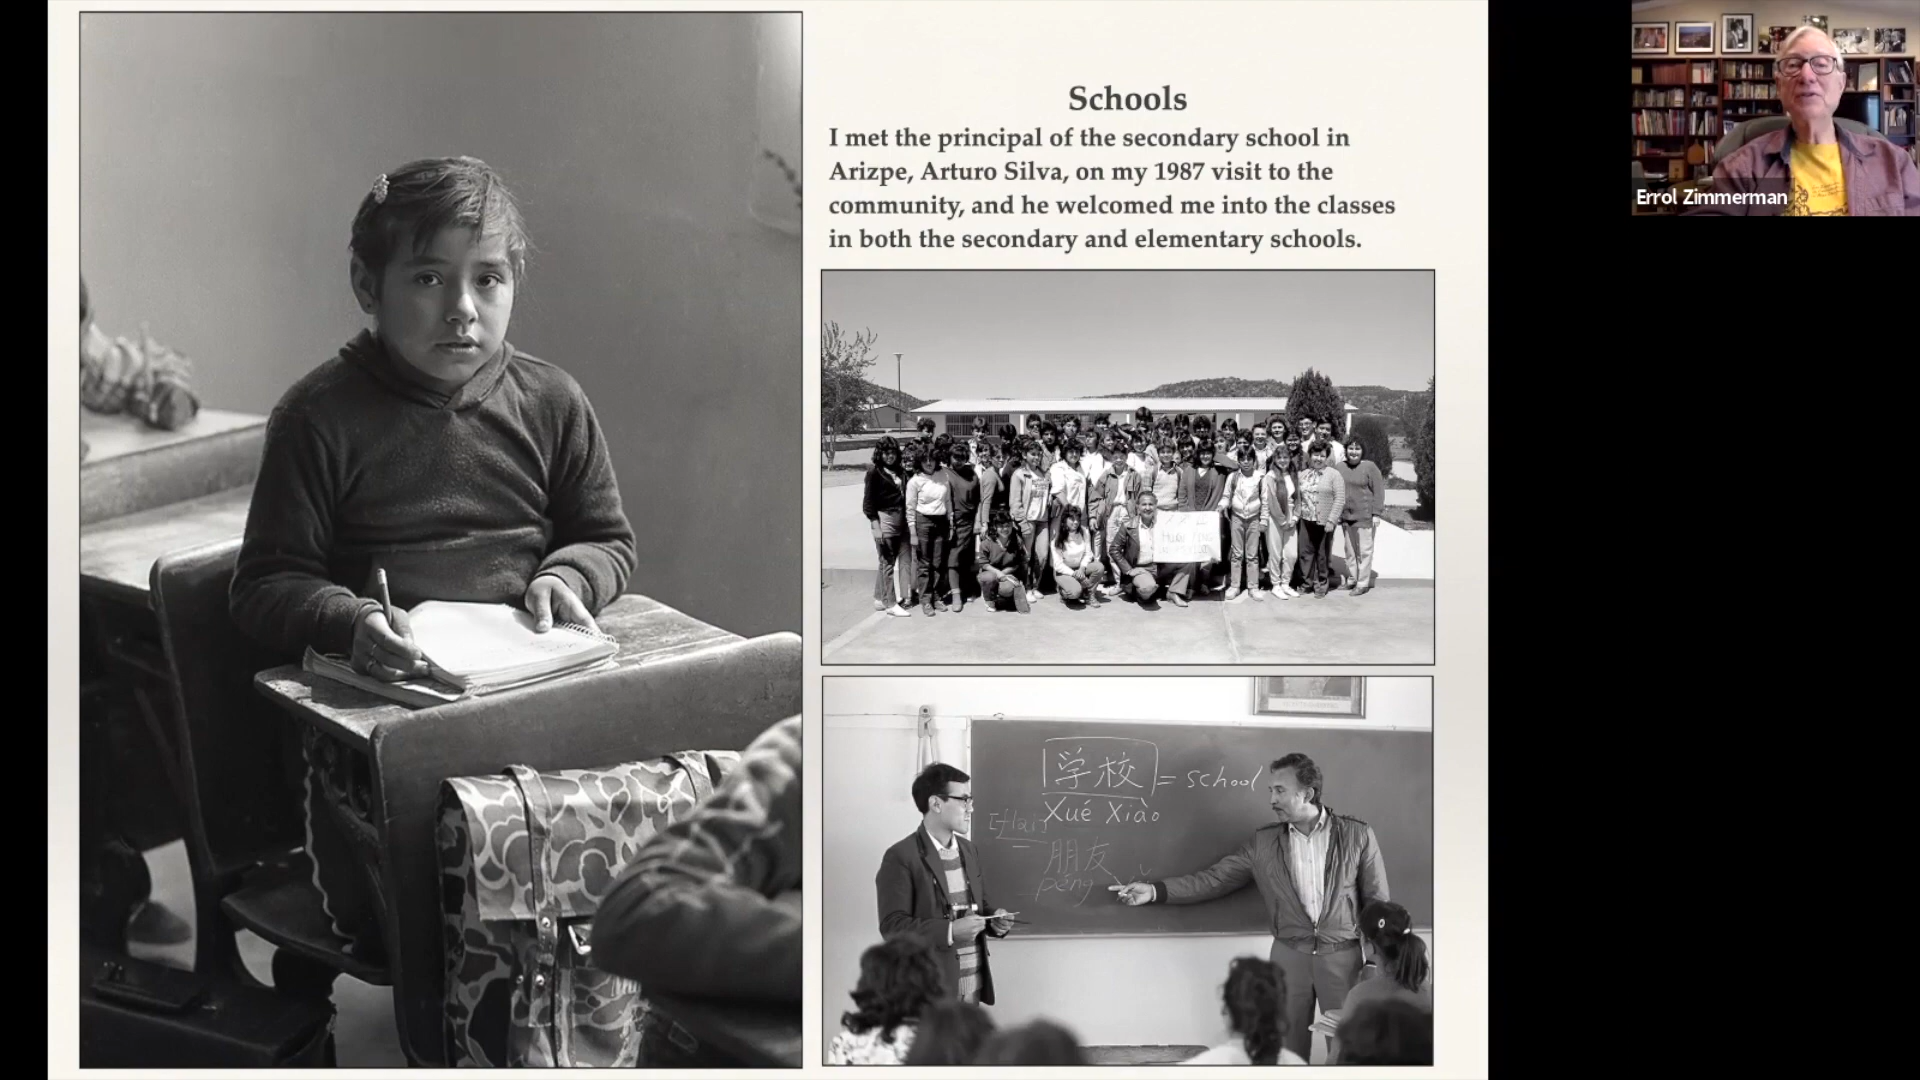 Schools
I met the principal of the secondary school in
Arizpe, Arturo Silva, on my 1987 visit to the
community, and he welcomed me into the classes
in both the secondary and elementary schools.
学校 = school
Xué Xiào
朋友
péng
Errol Zimmerman